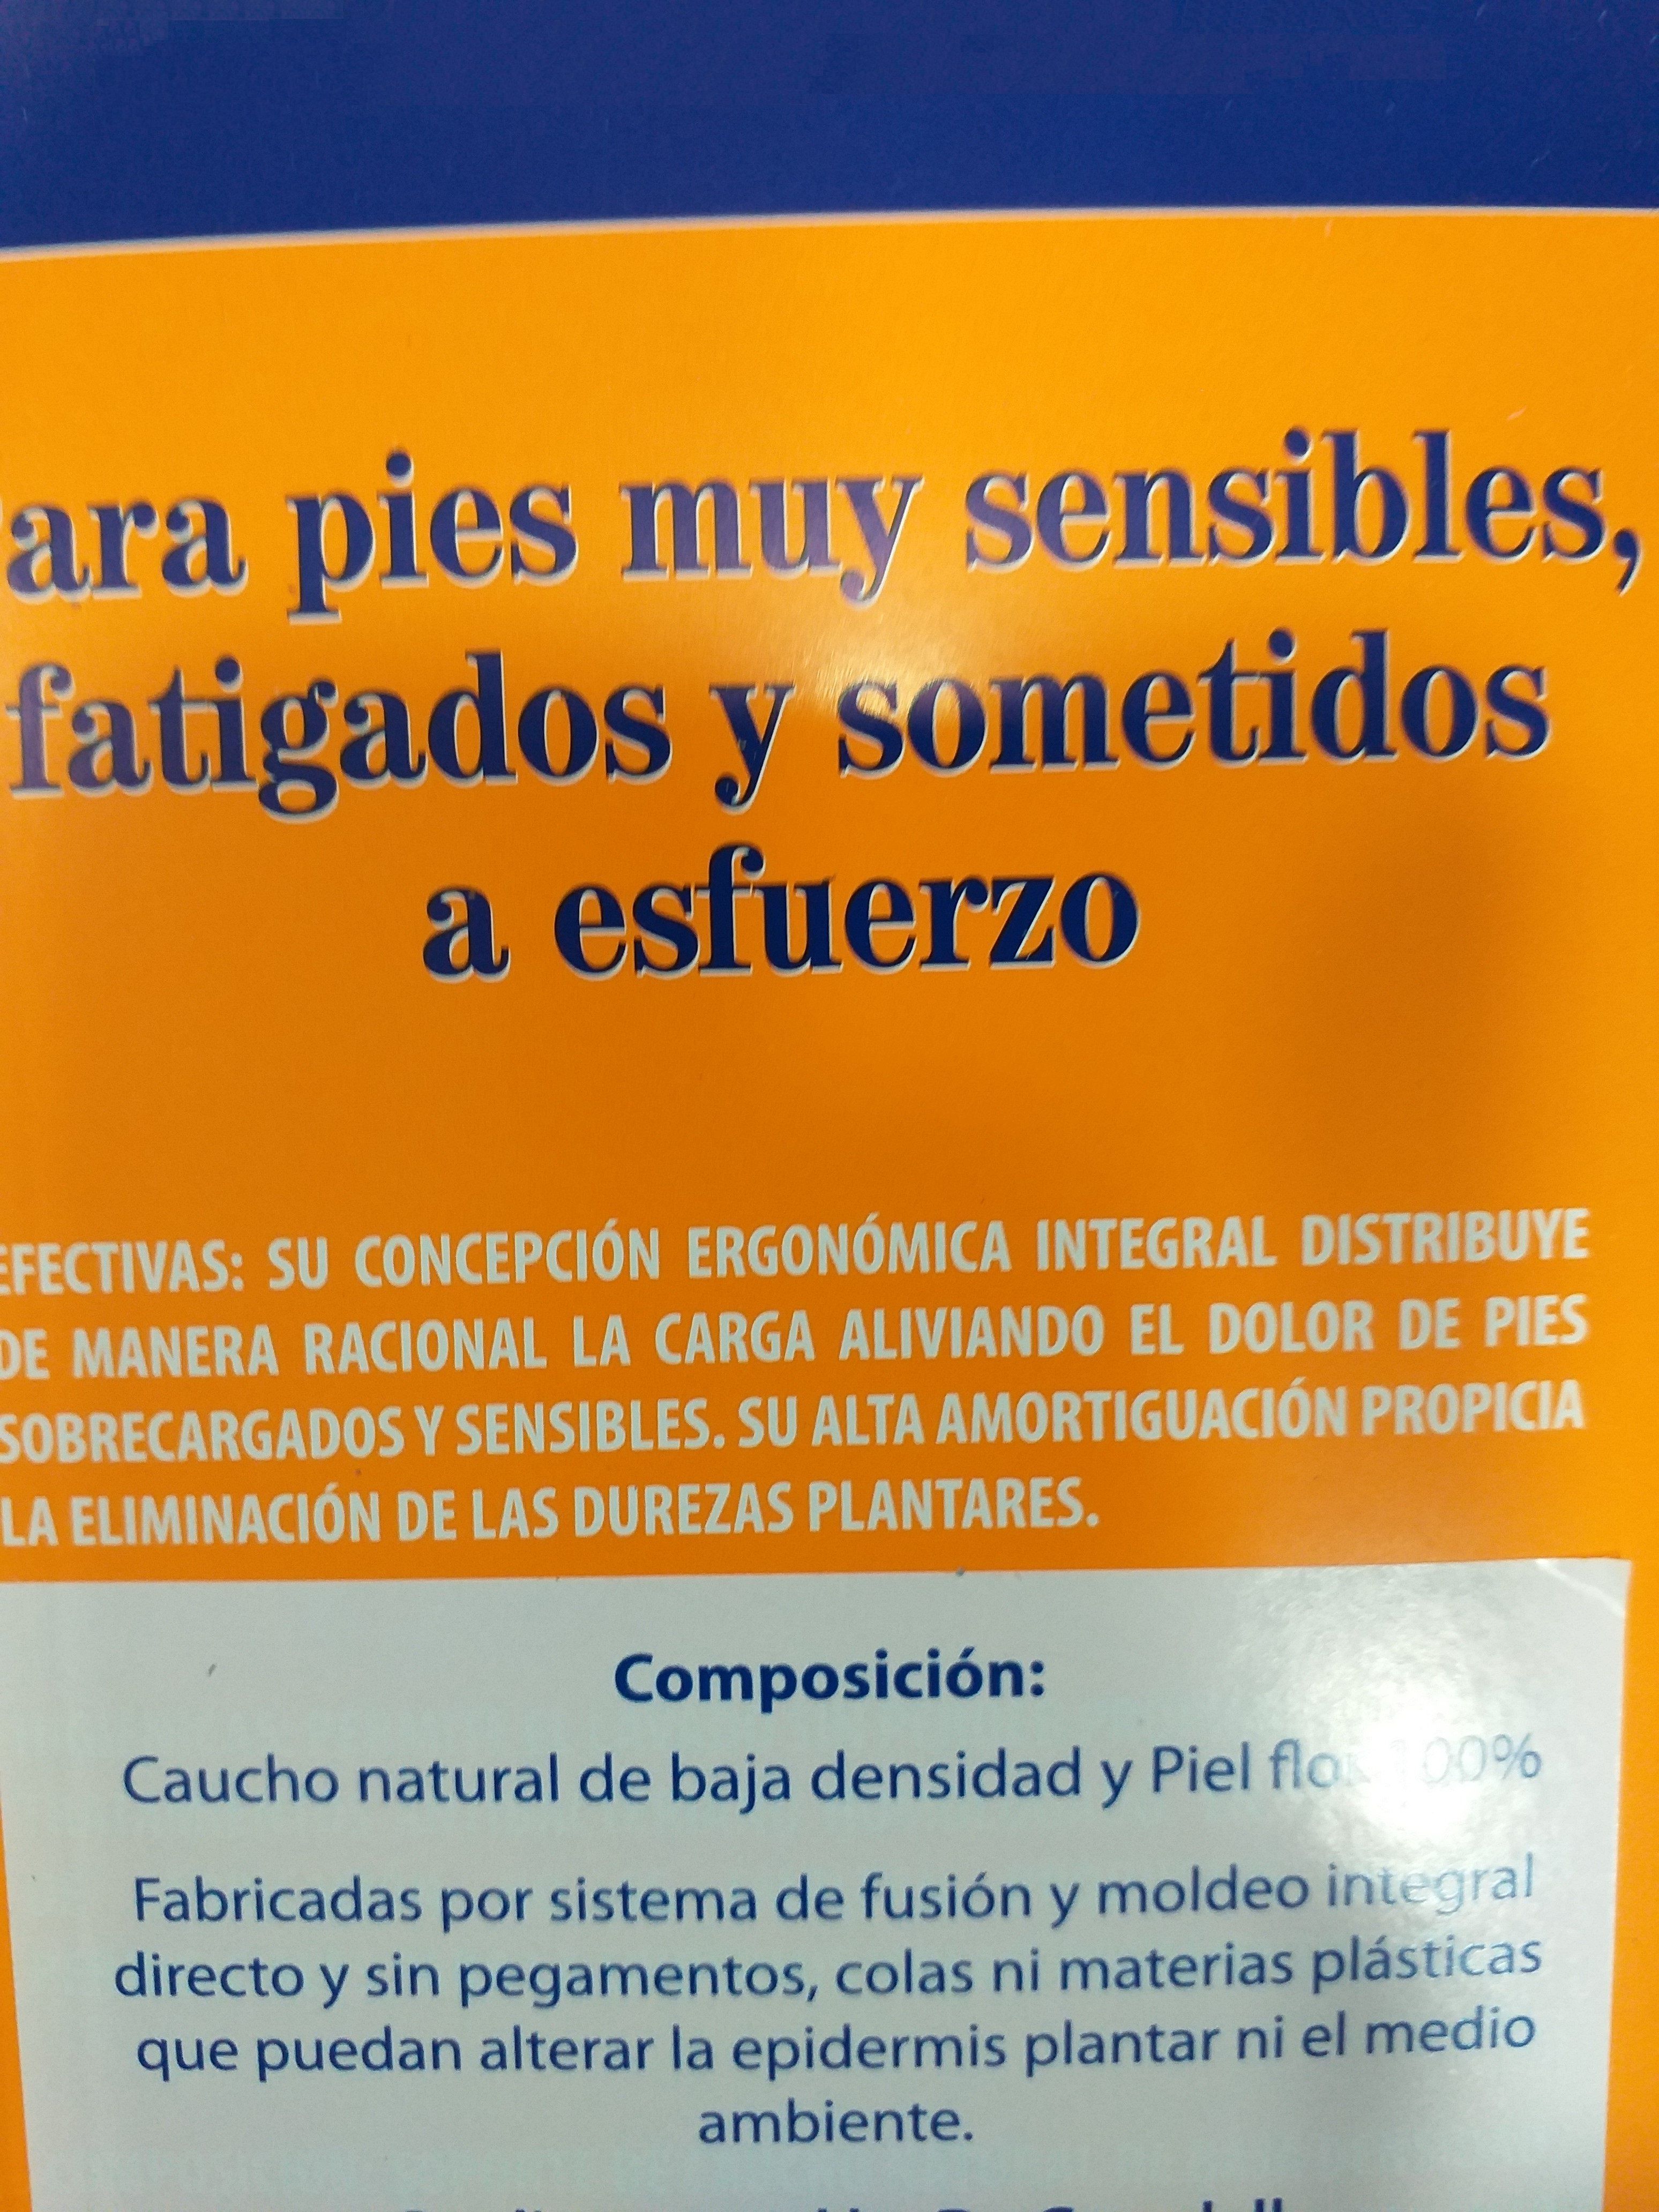 Para pies muy sensibles,
fatigados y sometidos
a esfuerzo
EFECTIVAS: SU CONCEPCIÓN ERGONÓMICA INTEGRAL DISTRIBUYE
DE MANERA RACIONAL LA CARGA ALIVIANDO EL DOLOR DE PIES
SOBRECARGADOS Y SENSIBLES. SU ALTA AMORTIGUACIÓN PROPICIA
LA ELIMINACIÓN DE LAS DUREZAS PLANTARES.
Composición:
Caucho natural de baja densidad y Piel flor 100%
Fabricadas por sistema de fusión y moldeo integral
directo y sin pegamentos, colas ni materias plásticas
que puedan alterar la epidermis plantar ni el medio
ambiente.